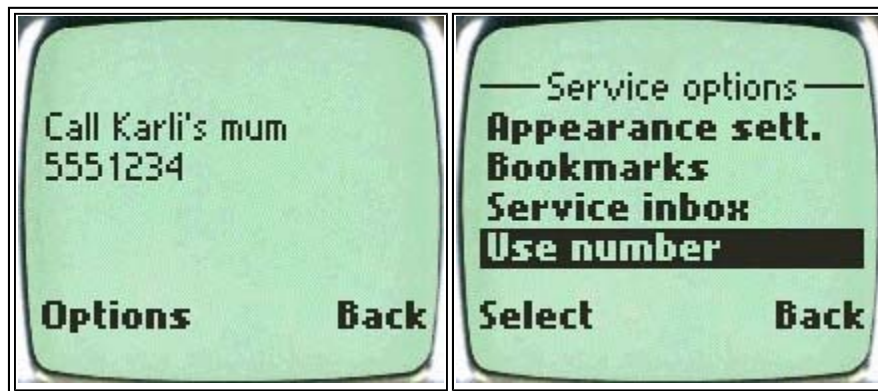 Call Karli's mum
5551234
Options Back
Service options
Appearance sett.
Bookmarks
Service inbox
Use number
Select Back